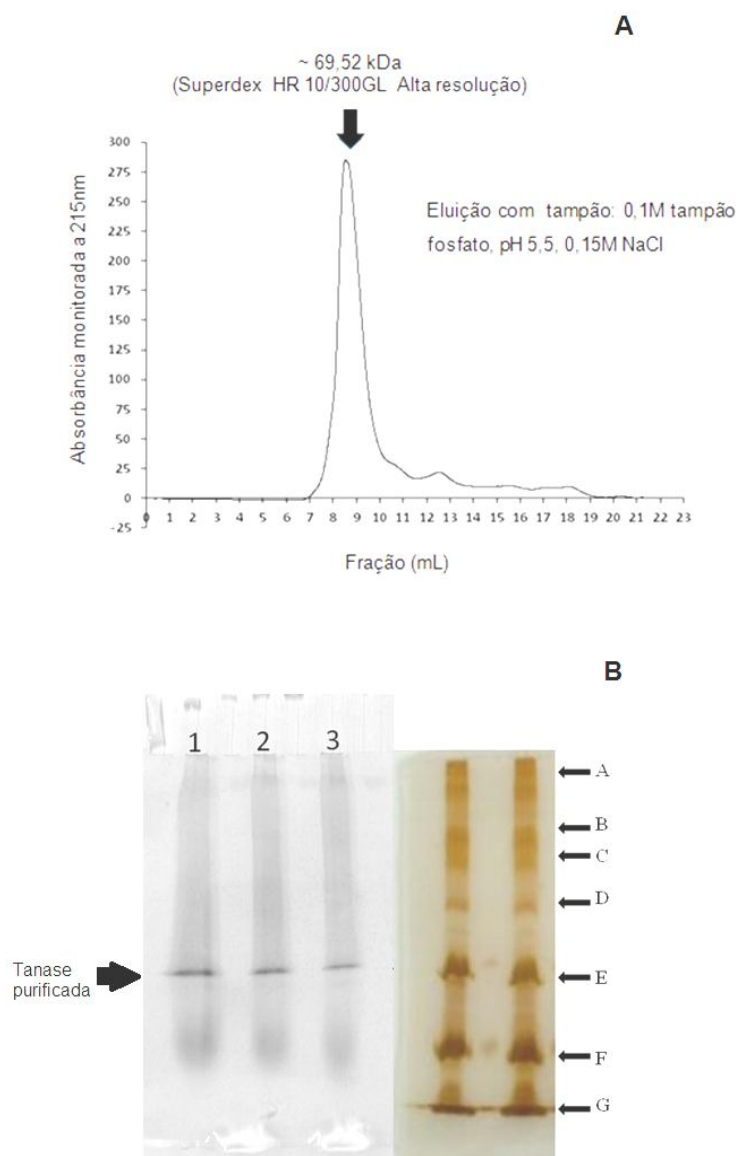 A
~ 69,52 kDa
(Superdex HR 10/300GL Alta resolução)
300
275
250
225
200
175
150
125
100
75
50
25
0
-25
Absorbância monitorada a 215nm
Eluição com tampão: 0,1M tampão
fosfato, pH 5,5, 0,15M NaCl
0 1 2 3 4 5 6 7 8 9 10 11 12 13 14 15 16 17 18 19 20 21 22 23
Fração (mL)
B
1 2 3
Tanase
purificada
A
B
C
D
E
F
G